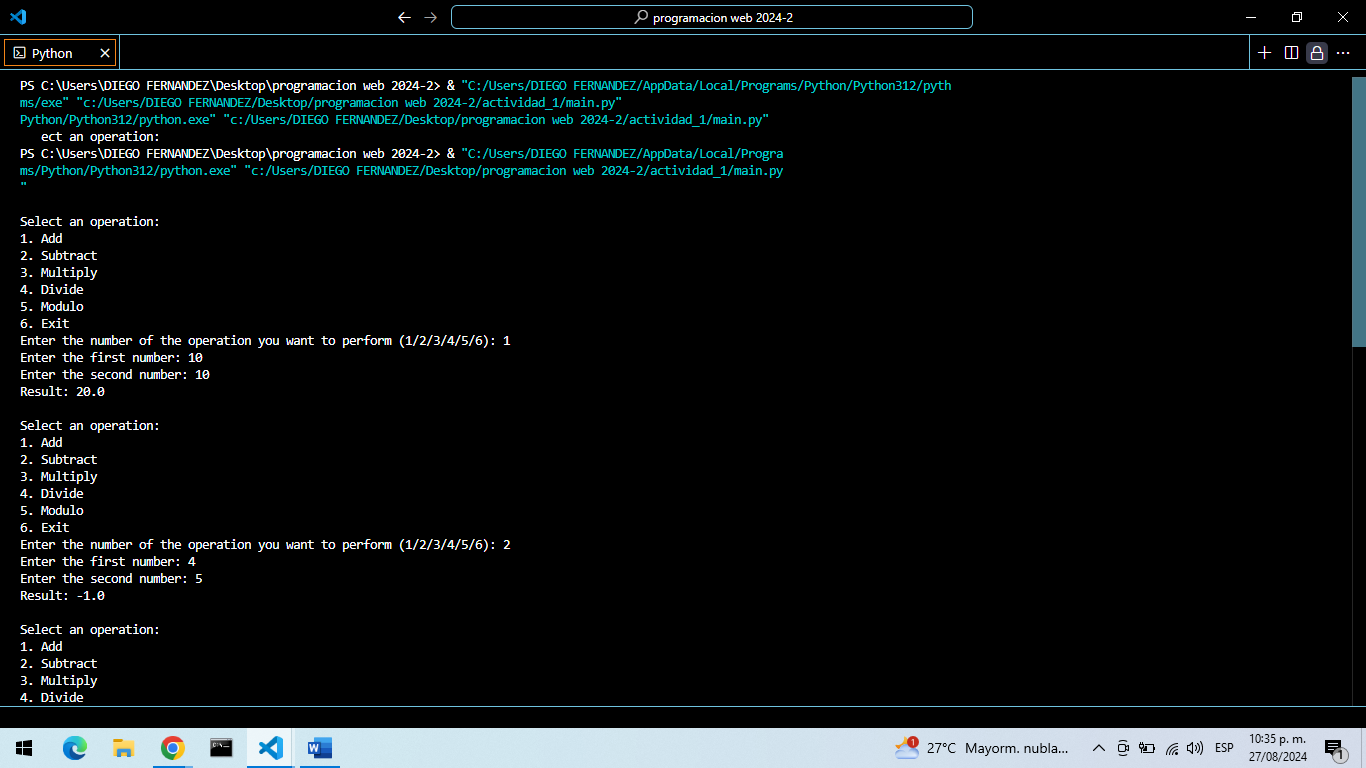 programacion web 2024-2
Python
PS C:\Users\DIEGO FERNANDEZ\Desktop\programacion web 2024-2> & "C:/Users/DIEGO FERNANDEZ/AppData/Local/Programs/Python/Python312/pyth
ms/exe" "c:/Users/DIEGO FERNANDEZ/Desktop/programacion web 2024-2/actividad_1/main.py"
Python/Python312/python.exe" "c:/Users/DIEGO FERNANDEZ/Desktop/programacion web 2024-2/actividad_1/main.py"
ect an operation:
PS C:\Users\DIEGO FERNANDEZ\Desktop\programacion web 2024-2> & "C:/Users/DIEGO FERNANDEZ/AppData/Local/Progra
ms/Python/Python312/python.exe" "c:/Users/DIEGO FERNANDEZ/Desktop/programacion web 2024-2/actividad_1/main.py
"
Select an operation:
1. Add
2. Subtract
3. Multiply
4. Divide
5. Modulo
6. Exit
Enter the number of the operation you want to perform (1/2/3/4/5/6): 1
Enter the first number: 10
Enter the second number: 10
Result: 20.0
Select an operation:
1. Add
2. Subtract
3. Multiply
4. Divide
5. Modulo
6. Exit
Enter the number of the operation you want to perform (1/2/3/4/5/6): 2
Enter the first number: 4
Enter the second number: 5
Result: -1.0
Select an operation:
1. Add
2. Subtract
3. Multiply
4. Divide
1 27°C Mayorm. nubla... ESP 10:35 p. m.
27/08/2024 1